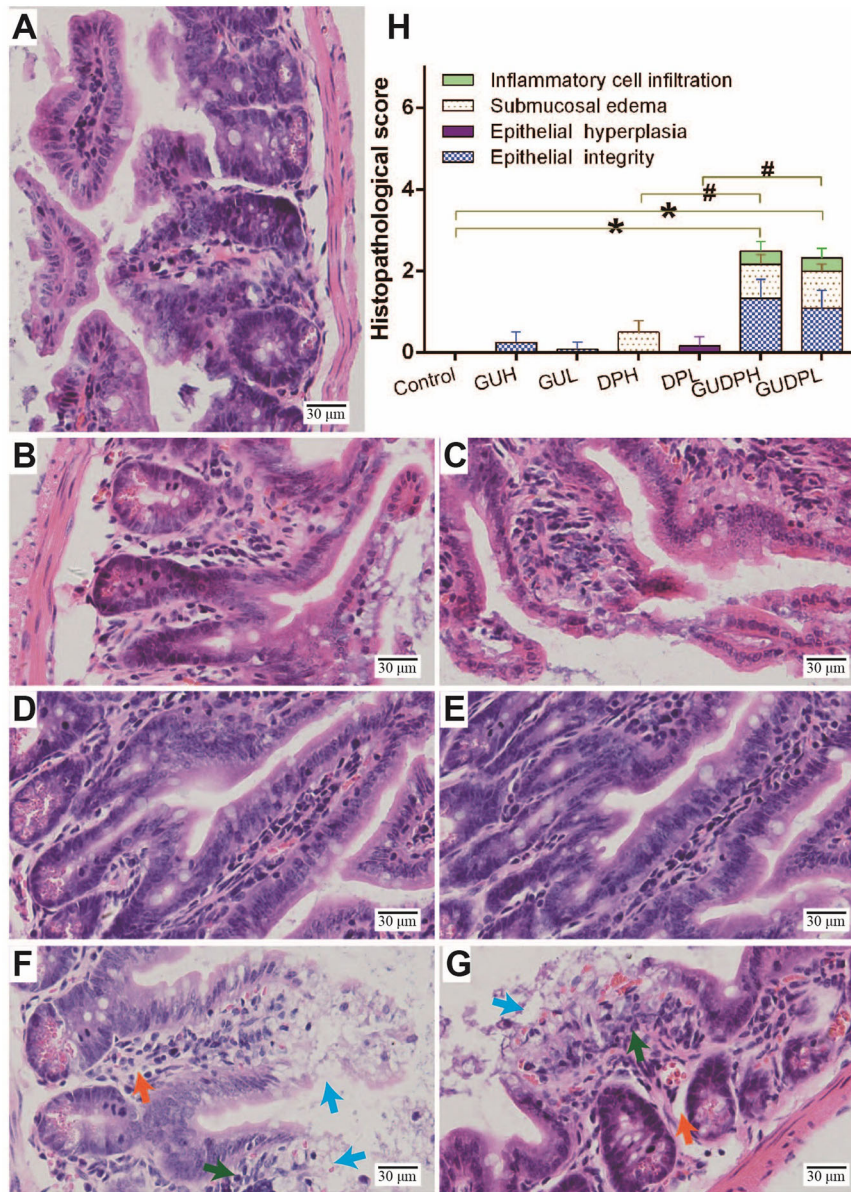 A
H
Histopathological score
6
4
2
0
Inflammatory cell infiltration
Submucosal edema
Epithelial hyperplasia
Epithelial integrity
#
#
*
*
Control
GUH
GUL
DPH
DPL
GUDPH
GUDPL
30 μm
B
30 μm
C
30 μm
D
30 μm
E
30 μm
F
30 μm
G
30 μm